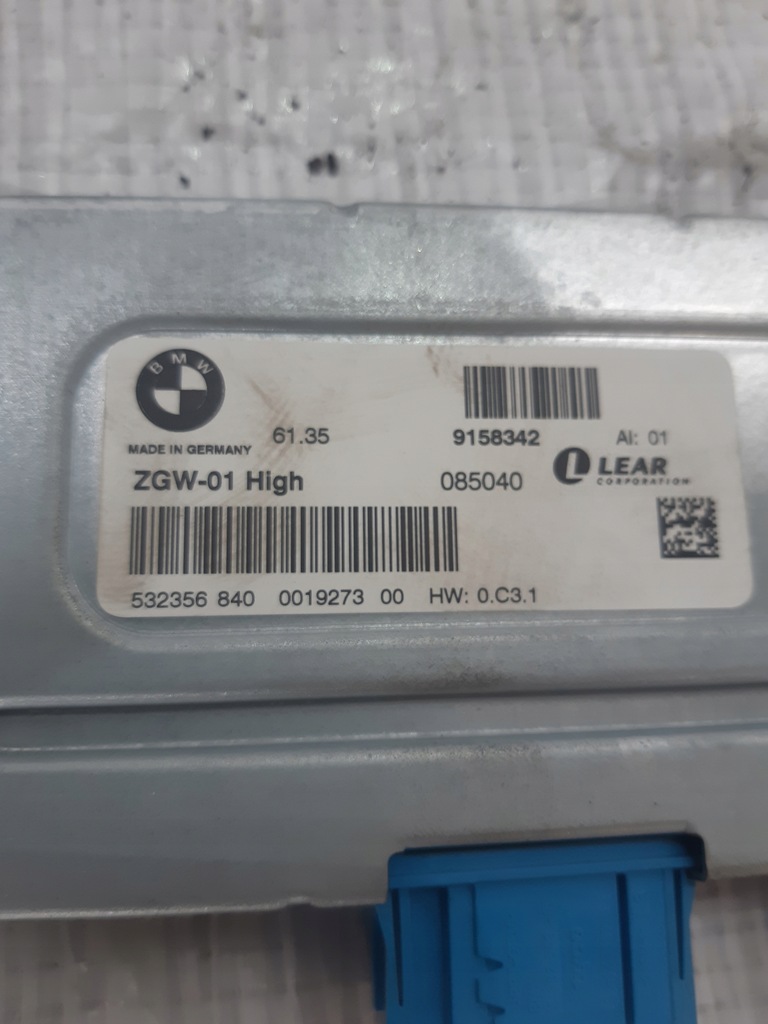 BMW
MADE IN GERMANY 61.35 9158342 AI: 01
ZGW-01 High 085040 LEAR
CORPORATION
532356 840 0019273 00 HW: 0.C3.1